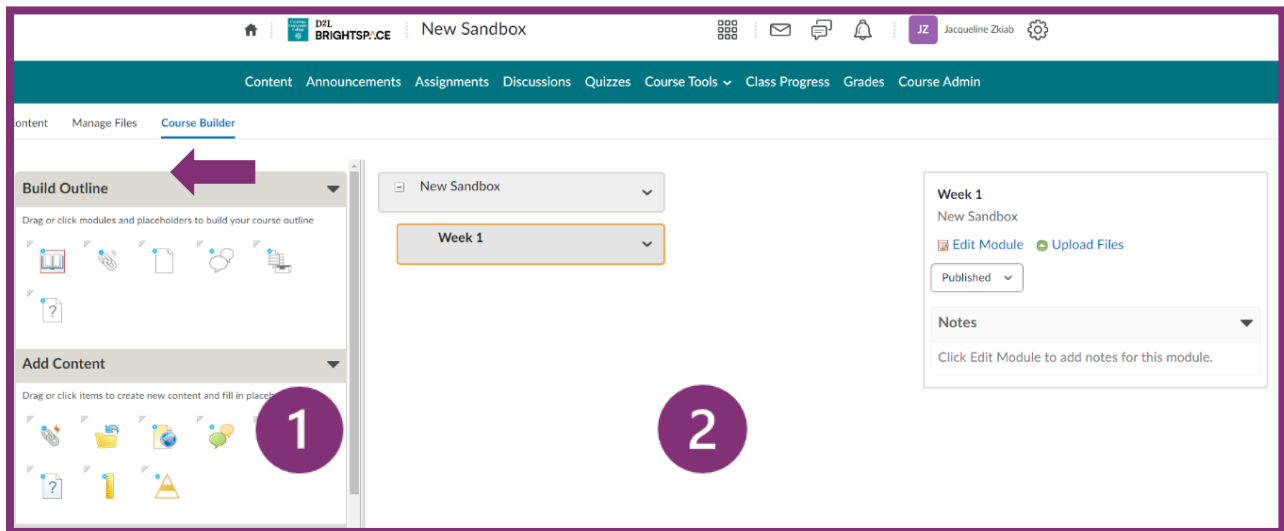 D2L
BRIGHTSPACE
New Sandbox
JZ
Jacqueline Zkiab
Content Announcements Assignments Discussions Quizzes Course Tools Class Progress Grades Course Admin
ontent Manage Files Course Builder
Build Outline
Drag or click modules and placeholders to build your course outline
?
Add Content
Drag or click items to create new content and fill in placeh
?
1
New Sandbox
Week 1
2
Week 1
New Sandbox
Edit Module Upload Files
Published
Notes
Click Edit Module to add notes for this module.